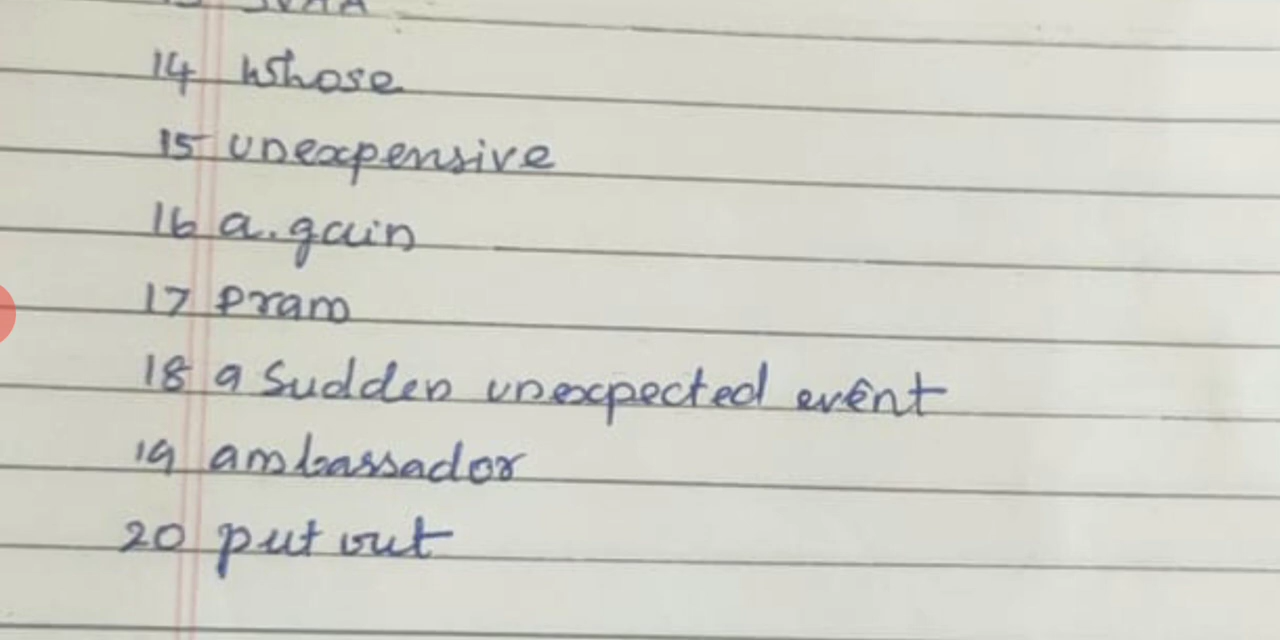 14 Whose
15 unexpensive
16 a.gain
17 Pram
18 a Sudden unexpected event
19 ambassador
20 put out